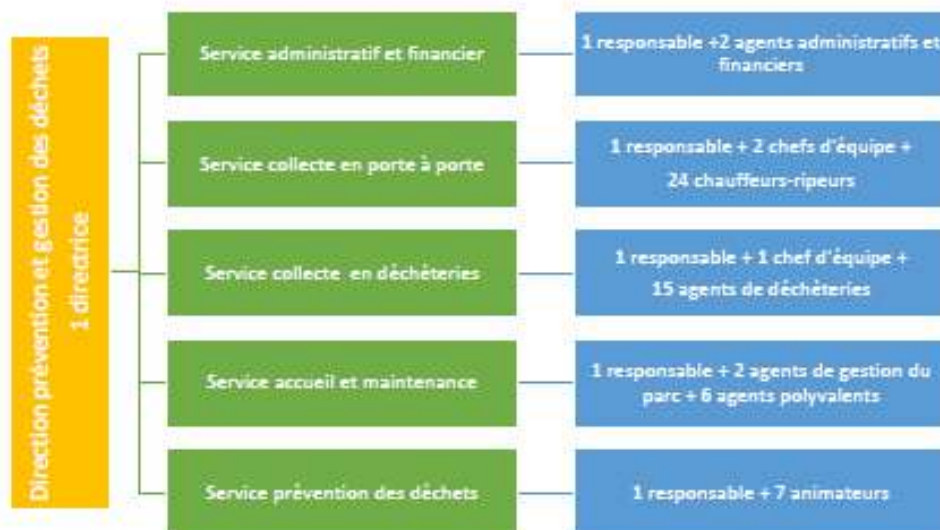 Direction prévention et gestion des déchets
1 directrice
Service administratif et financier
1 responsable +2 agents administratifs et
financiers
Service collecte en porte à porte
1 responsable + 2 chefs d'équipe +
24 chauffeurs-ripeurs
Service collecte en déchèteries
1 responsable + 1 chef d'équipe +
15 agents de déchèteries
Service accueil et maintenance
1 responsable + 2 agents de gestion du
parc + 6 agents polyvalents
Service prévention des déchets
1 responsable + 7 animateurs